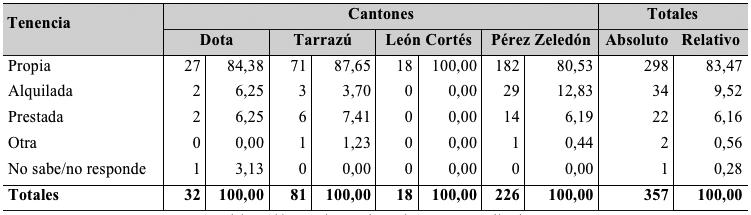 Tenencia Cantones Totales
Dota Tarrazú León Cortés Pérez Zeledón Absoluto Relativo
Propia 27 84,38 71 87,65 18 100,00 182 80,53 298 83,47
Alquilada 2 6,25 3 3,70 0 0,00 29 12,83 34 9,52
Prestada 2 6,25 6 7,41 0 0,00 14 6,19 22 6,16
Otra 0 0,00 1 1,23 0 0,00 1 0,44 2 0,56
No sabe/no responde 1 3,13 0 0,00 0 0,00 0 0,00 1 0,28
Totales 32 100,00 81 100,00 18 100,00 226 100,00 357 100,00